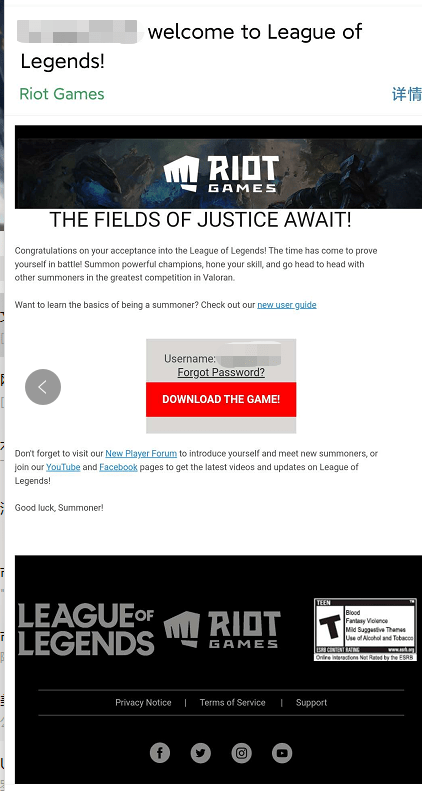 welcome to League of
Legends!
Riot Games
详情
RIOT
GAMES
THE FIELDS OF JUSTICE AWAIT!
Congratulations on your acceptance into the League of Legends! The time has come to prove
yourself in battle! Summon powerful champions, hone your skill, and go head to head with
other summoners in the greatest competition in Valoran.
Want to learn the basics of being a summoner? Check out our new user guide
Username:
Forgot Password?
DOWNLOAD THE GAME!
Don't forget to visit our New Player Forum to introduce yourself and meet new summoners, or
join our YouTube and Facebook pages to get the latest videos and updates on League of
Legends!
Good luck, Summoner!
LEAGUE OF
LEGENDS
RIOT
GAMES
TEEN
T
Blood
Fantasy Violence
Mild Suggestive Themes
Use of Alcohol and Tobacco
ESRB CONTENT RATING www.esrb.org
Online Interactions Not Rated by the ESRB
Privacy Notice | Terms of Service | Support